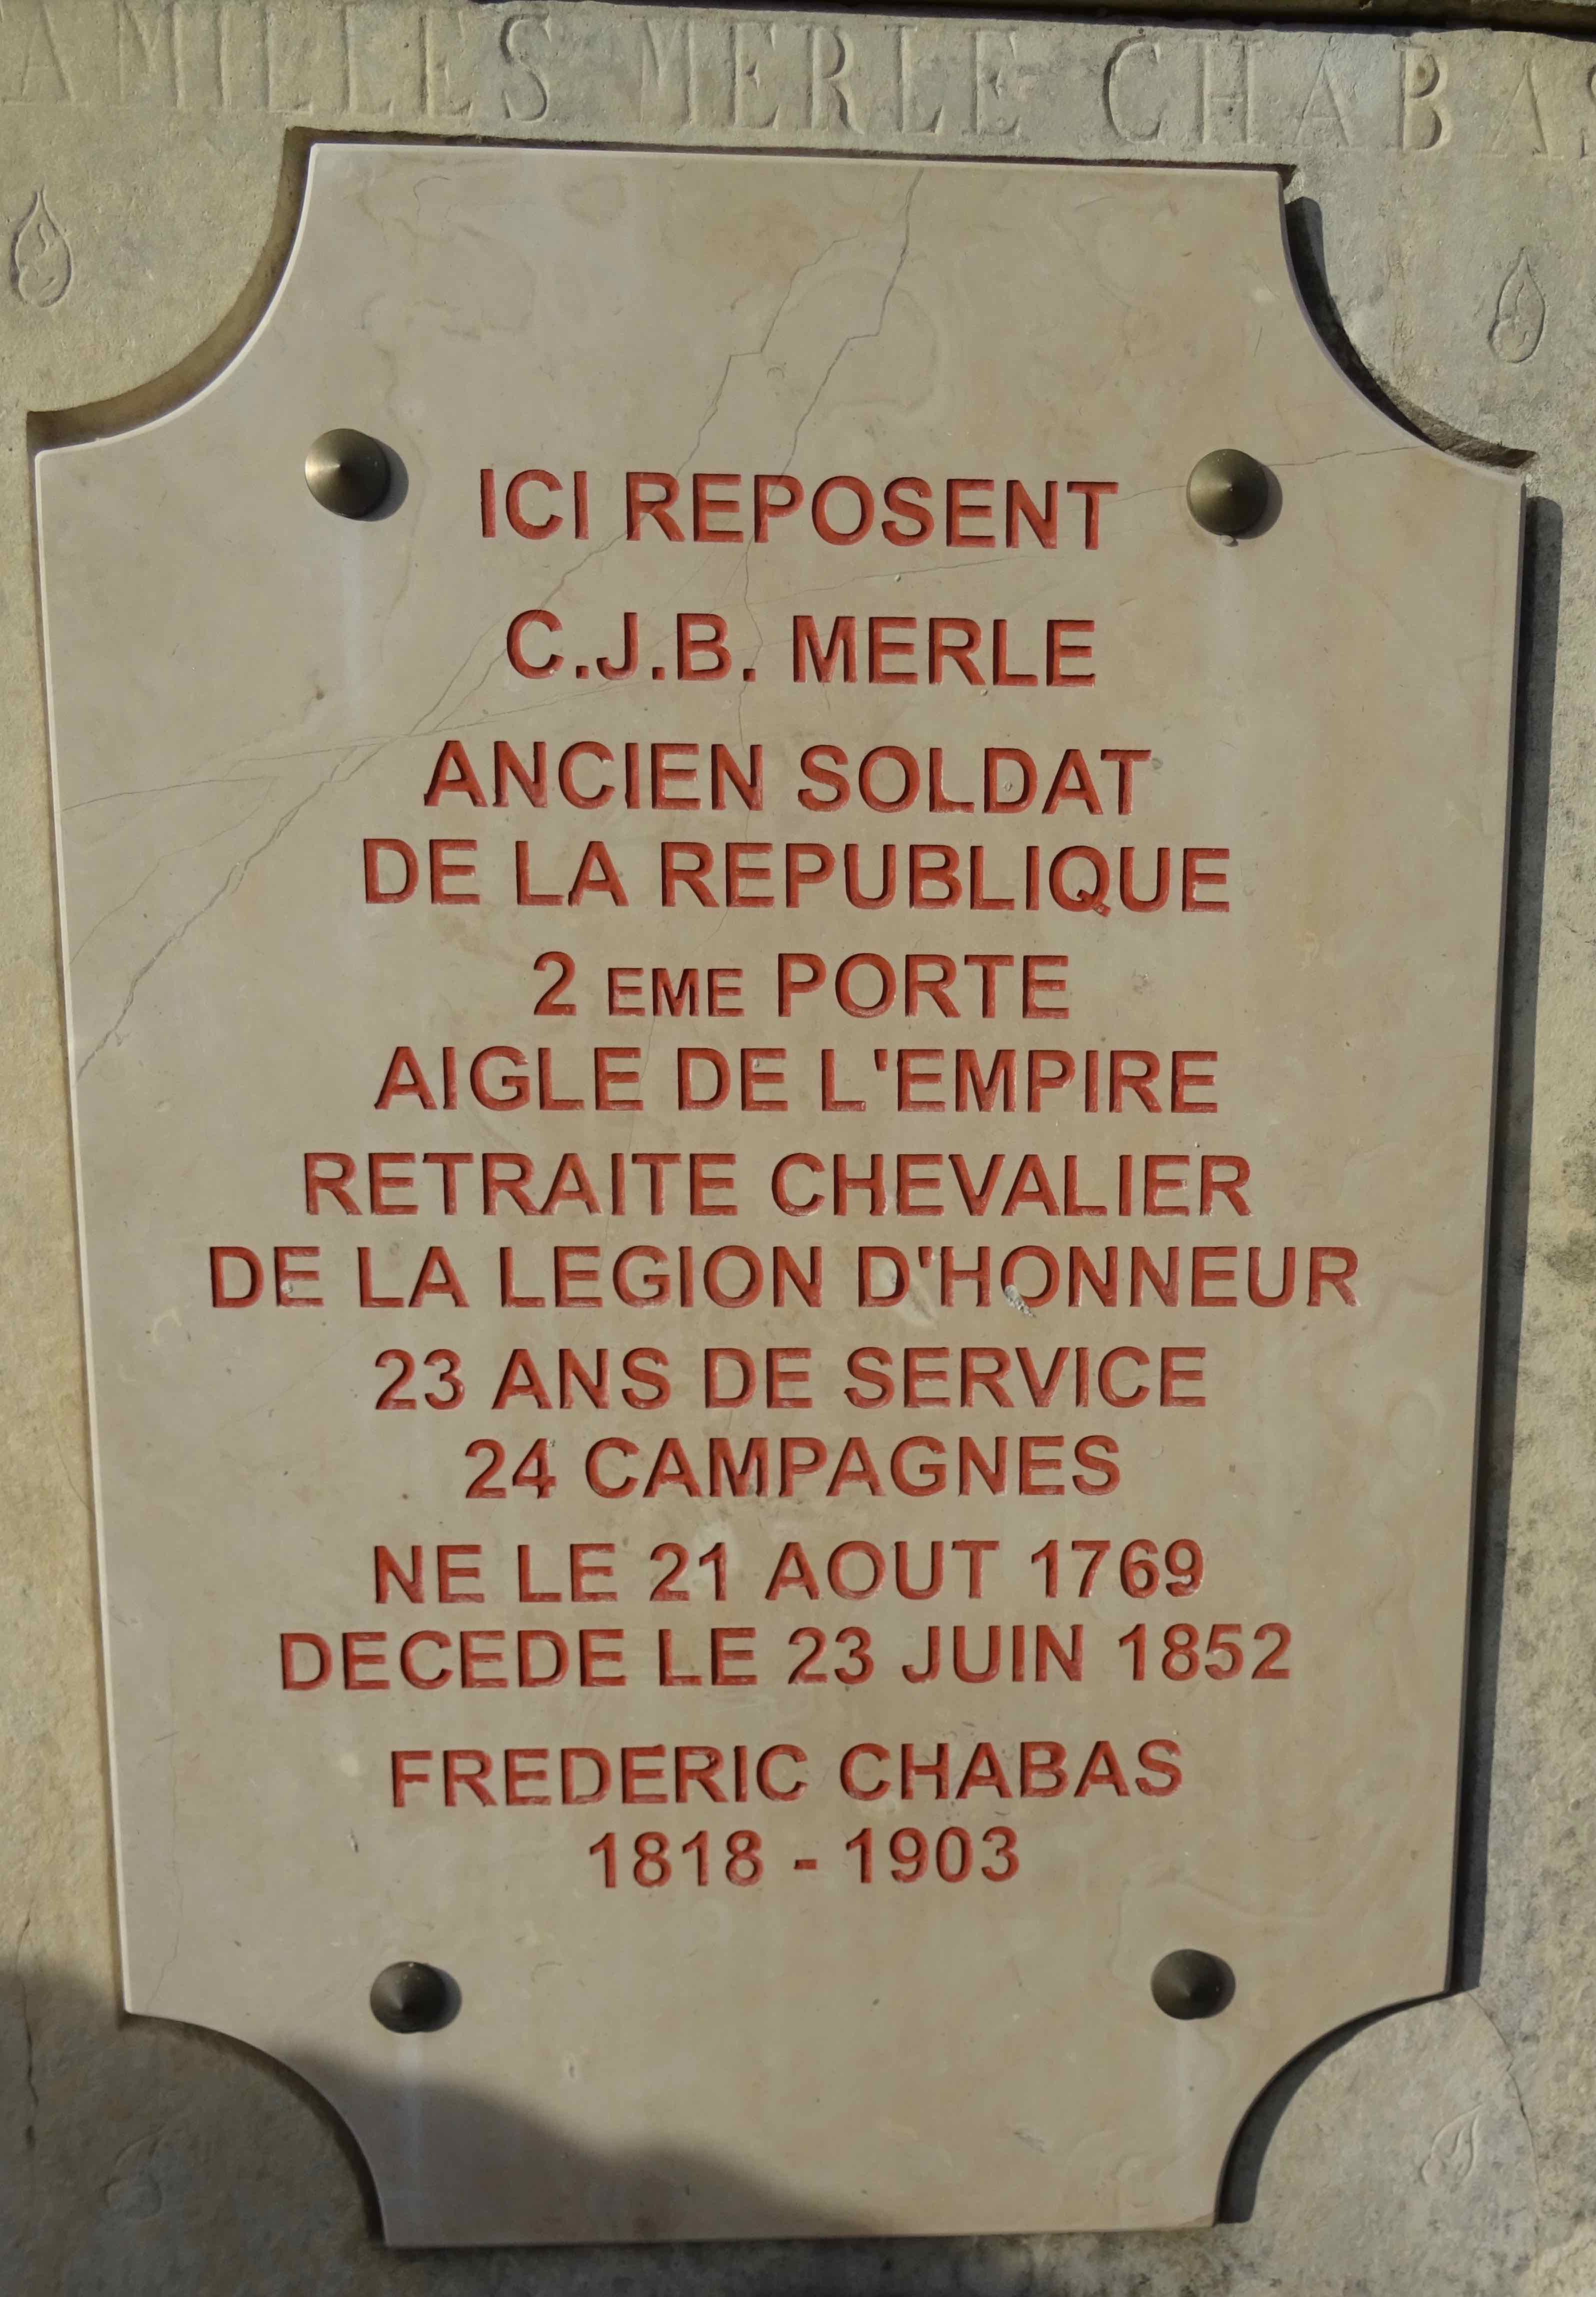 AMILLES MERLE CHABAS
ICI REPOSENT
C.J.B. MERLE
ANCIEN SOLDAT
DE LA REPUBLIQUE
2 EME PORTE
AIGLE DE L'EMPIRE
RETRAITE CHEVALIER
DE LA LEGION D'HONNEUR
23 ANS DE SERVICE
24 CAMPAGNES
NE LE 21 AOUT 1769
DECEDE LE 23 JUIN 1852
FREDERIC CHABAS
1818 - 1903